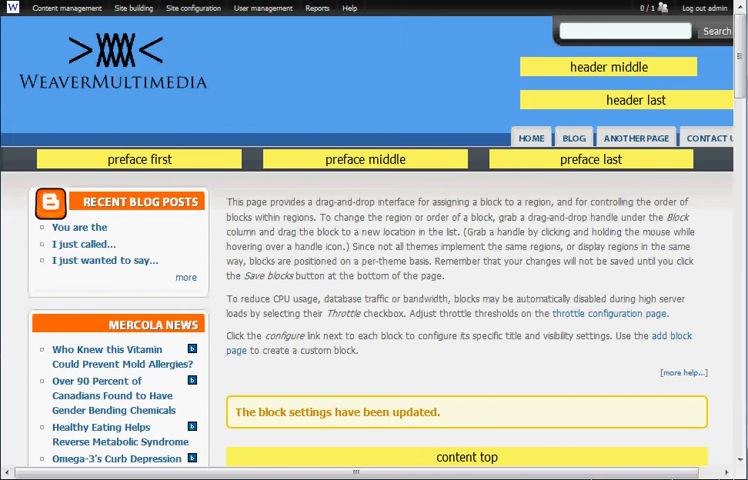 W Content management Site building Site configuration User management Reports Help 0 / 1 Log out admin
Search
WEAVERMULTIMEDIA
header middle
header last
HOME BLOG ANOTHER PAGE CONTACT U
preface first preface middle preface last
RECENT BLOG POSTS
You are the
I just called...
I just wanted to say...
more
MERCOLA NEWS
Who Knew this Vitamin
Could Prevent Mold Allergies?
Over 90 Percent of
Canadians Found to Have
Gender Bending Chemicals
Healthy Eating Helps
Reverse Metabolic Syndrome
Omega-3's Curb Depression
This page provides a drag-and-drop interface for assigning a block to a region, and for controlling the order of
blocks within regions. To change the region or order of a block, grab a drag-and-drop handle under the Block
column and drag the block to a new location in the list. (Grab a handle by clicking and holding the mouse while
hovering over a handle icon.) Since not all themes implement the same regions, or display regions in the same
way, blocks are positioned on a per-theme basis. Remember that your changes will not be saved until you click
the Save blocks button at the bottom of the page.
To reduce CPU usage, database traffic or bandwidth, blocks may be automatically disabled during high server
loads by selecting their Throttle checkbox. Adjust throttle thresholds on the throttle configuration page.
Click the configure link next to each block to configure its specific title and visibility settings. Use the add block
page to create a custom block.
[more help...]
The block settings have been updated.
content top